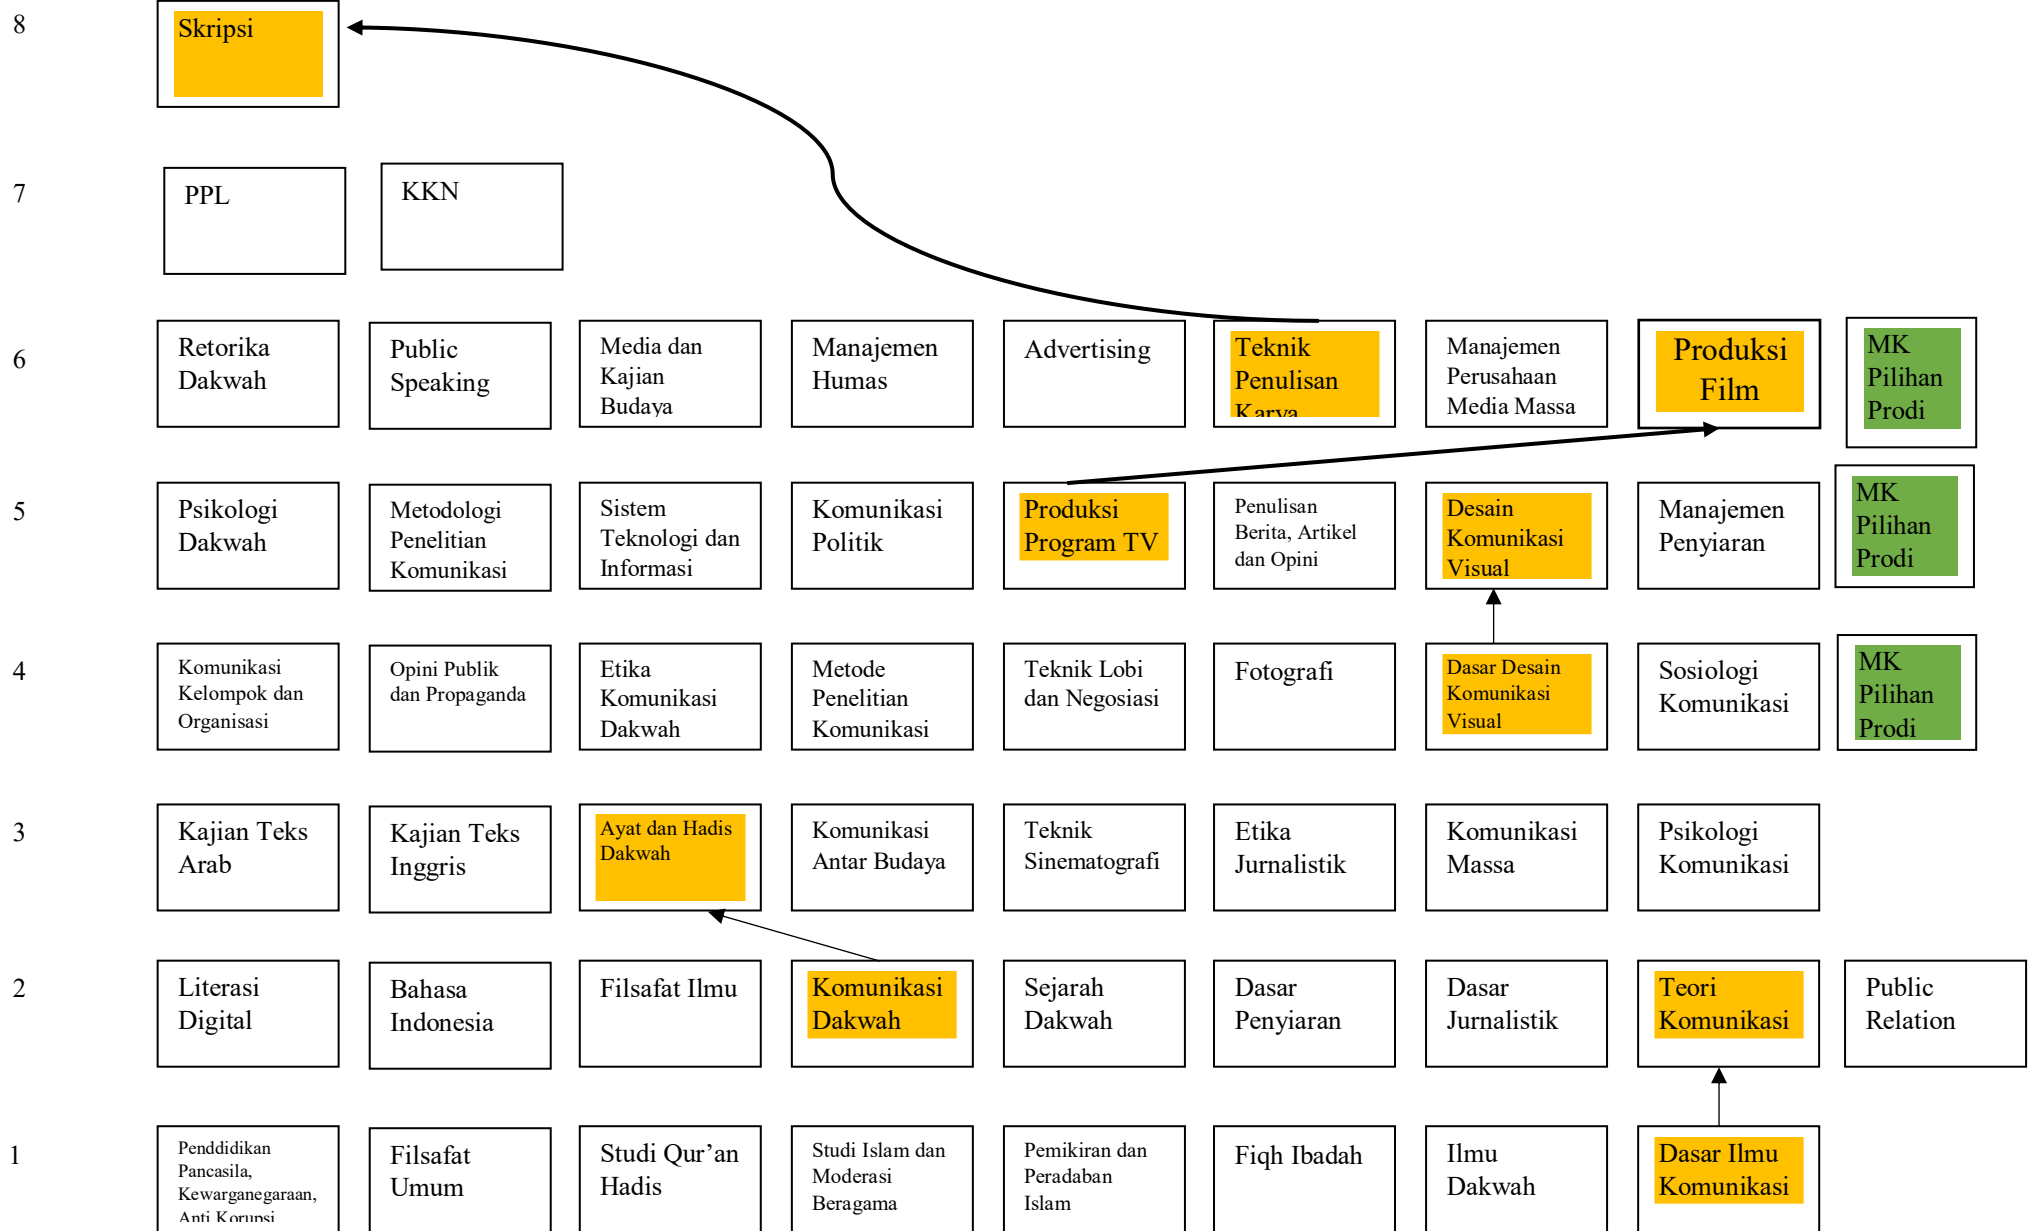 8
Skripsi
7
PPL
KKN
6
Retorika
Dakwah
Public
Speaking
Media dan
Kajian
Budaya
Manajemen
Humas
Advertising
Teknik
Penulisan
Karya
Manajemen
Perusahaan
Media Massa
Produksi
Film
MK
Pilihan
Prodi
5
Psikologi
Dakwah
Metodologi
Penelitian
Komunikasi
Sistem
Teknologi dan
Informasi
Komunikasi
Politik
Produksi
Program TV
Penulisan
Berita, Artikel
dan Opini
Desain
Komunikasi
Visual
Manajemen
Penyiaran
MK
Pilihan
Prodi
4
Komunikasi
Kelompok dan
Organisasi
Opini Publik
dan Propaganda
Etika
Komunikasi
Dakwah
Metode
Penelitian
Komunikasi
Teknik Lobi
dan Negosiasi
Fotografi
Dasar Desain
Komunikasi
Visual
Sosiologi
Komunikasi
MK
Pilihan
Prodi
3
Kajian Teks
Arab
Kajian Teks
Inggris
Ayat dan Hadis
Dakwah
Komunikasi
Antar Budaya
Teknik
Sinematografi
Etika
Jurnalistik
Komunikasi
Massa
Psikologi
Komunikasi
2
Literasi
Digital
Bahasa
Indonesia
Filsafat Ilmu
Komunikasi
Dakwah
Sejarah
Dakwah
Dasar
Penyiaran
Dasar
Jurnalistik
Teori
Komunikasi
Public
Relation
1
Penddidikan
Pancasila,
Kewarganegaraan,
Anti Korupsi
Filsafat
Umum
Studi Qur’an
Hadis
Studi Islam dan
Moderasi
Beragama
Pemikiran dan
Peradaban
Islam
Fiqh Ibadah
Ilmu
Dakwah
Dasar Ilmu
Komunikasi